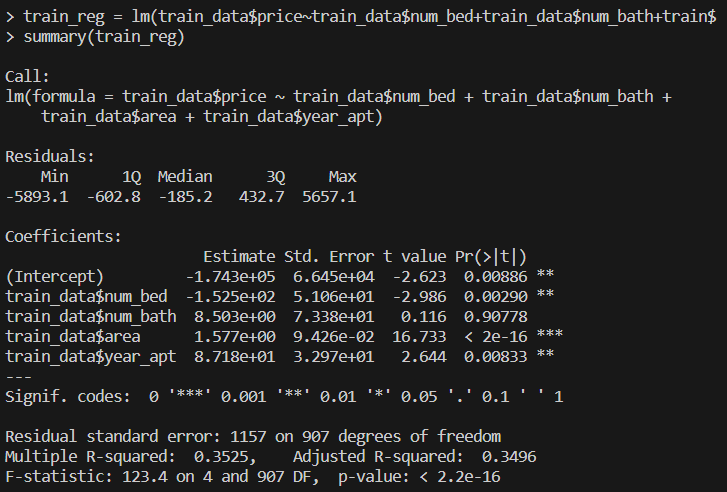 > train_reg = lm(train_data$price~train_data$num_bed+train_data$num_bath+train$
> summary(train_reg)

Call:
lm(formula = train_data$price ~ train_data$num_bed + train_data$num_bath +
    train_data$area + train_data$year_apt)

Residuals:
    Min      1Q  Median      3Q     Max
-5893.1  -602.8  -185.2   432.7  5657.1

Coefficients:
                      Estimate Std. Error t value Pr(>|t|)
(Intercept)         -1.743e+05  6.645e+04  -2.623  0.00886 **
train_data$num_bed  -1.525e+02  5.106e+01  -2.986  0.00290 **
train_data$num_bath  8.503e+00  7.338e+01   0.116  0.90778
train_data$area      1.577e+00  9.426e-02  16.733  < 2e-16 ***
train_data$year_apt  8.718e+01  3.297e+01   2.644  0.00833 **
---
Signif. codes:  0 '***' 0.001 '**' 0.01 '*' 0.05 '.' 0.1 ' ' 1

Residual standard error: 1157 on 907 degrees of freedom
Multiple R-squared:  0.3525,    Adjusted R-squared:  0.3496
F-statistic: 123.4 on 4 and 907 DF,  p-value: < 2.2e-16